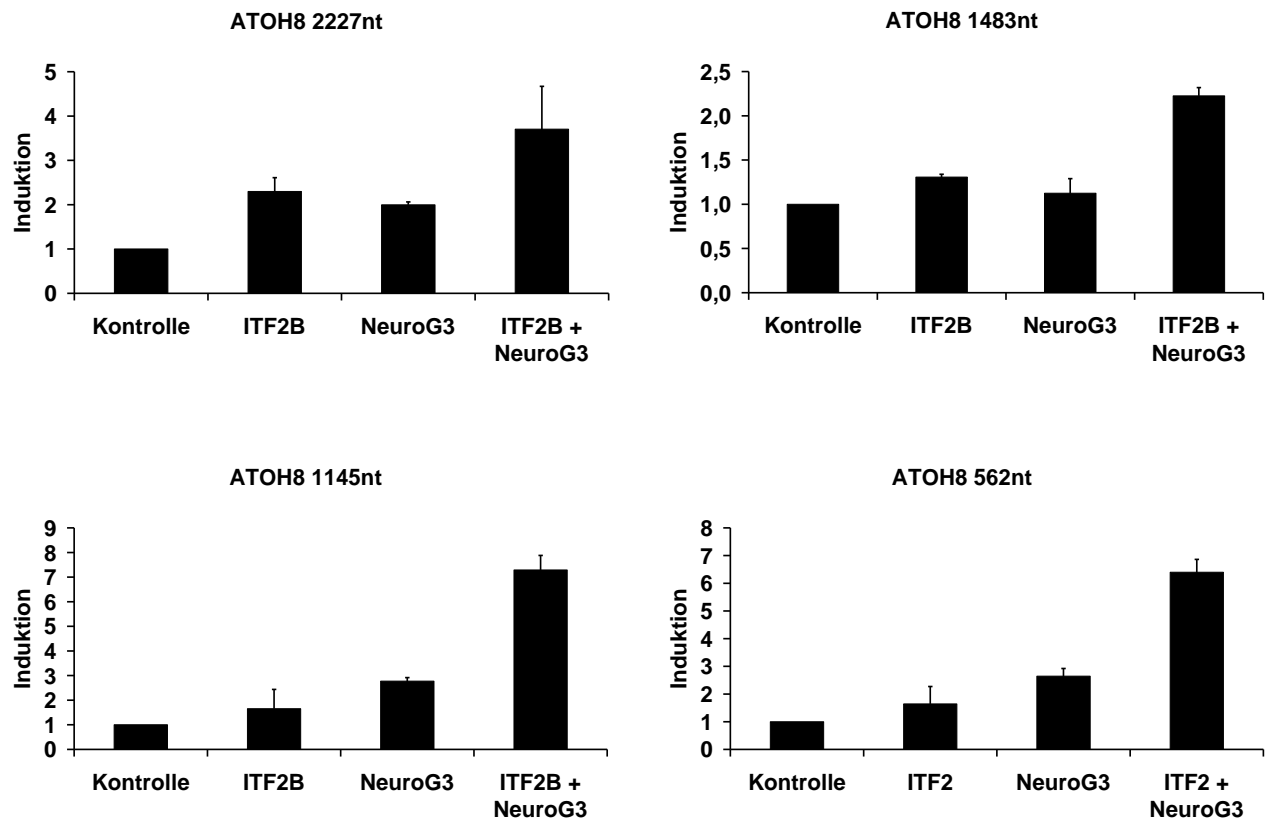 ATOH8 2227nt
Induktion
5
4
3
2
1
0
Kontrolle ITF2B NeuroG3 ITF2B +
NeuroG3
ATOH8 1483nt
Induktion
2,5
2,0
1,5
1,0
0,5
0,0
Kontrolle ITF2B NeuroG3 ITF2B +
NeuroG3
ATOH8 1145nt
Induktion
9
8
7
6
5
4
3
2
1
0
Kontrolle ITF2B NeuroG3 ITF2B +
NeuroG3
ATOH8 562nt
Induktion
8
7
6
5
4
3
2
1
0
Kontrolle ITF2 NeuroG3 ITF2 +
NeuroG3